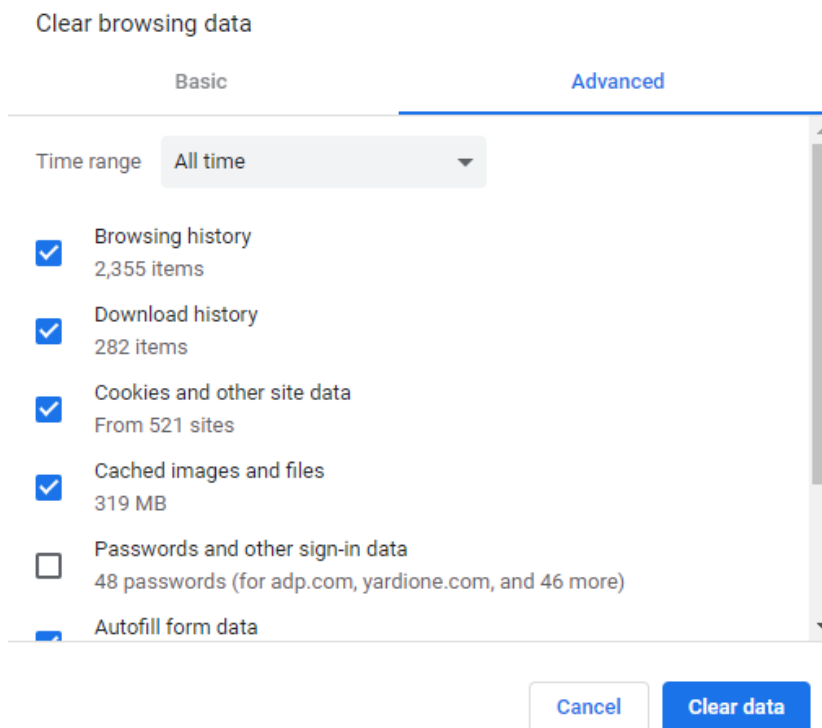 Clear browsing data
Basic
Advanced
Time range
All time
Browsing history
2,355 items
Download history
282 items
Cookies and other site data
From 521 sites
Cached images and files
319 MB
Passwords and other sign-in data
48 passwords (for adp.com, yardione.com, and 46 more)
Autofill form data
Cancel
Clear data